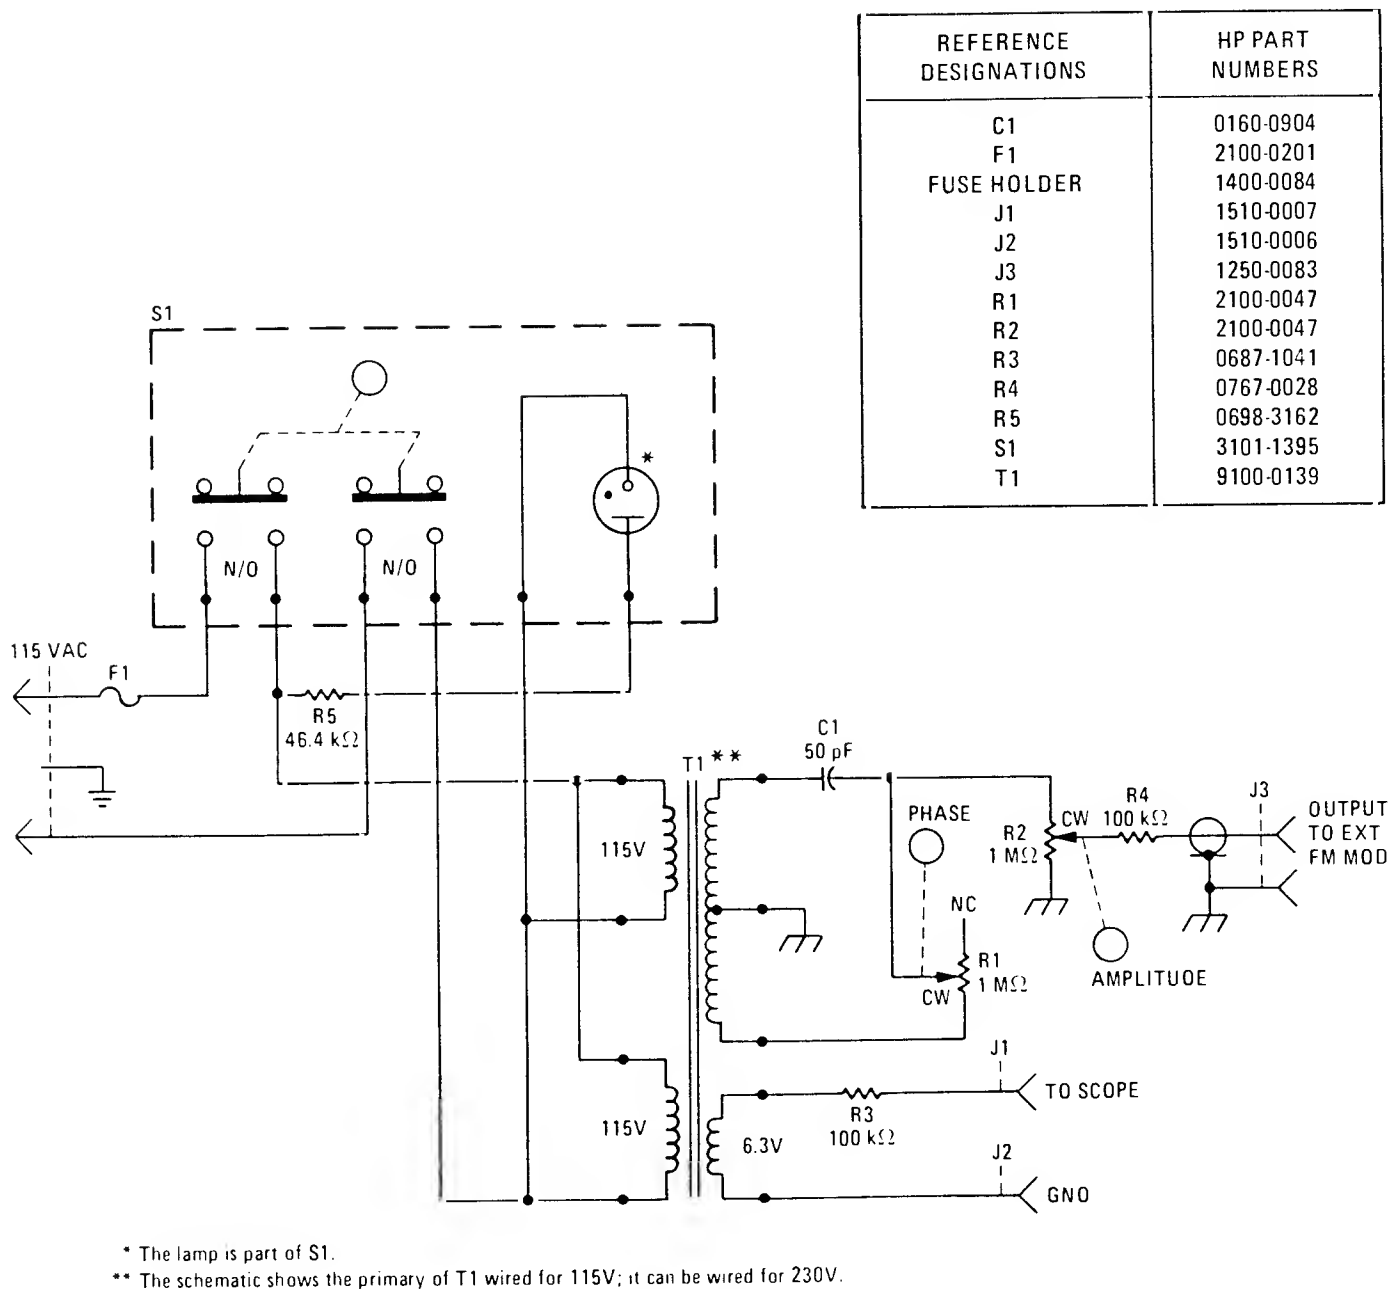 REFERENCE DESIGNATIONS HP PART NUMBERS
C1 0160-0904
F1 2100-0201
FUSE HOLDER 1400-0084
J1 1510-0007
J2 1510-0006
J3 1250-0083
R1 2100-0047
R2 2100-0047
R3 0687-1041
R4 0767-0028
R5 0698-3162
S1 3101-1395
T1 9100-0139
S1
*
N/O
N/O
115 VAC
F1
R5
46.4 kΩ
T1 **
C1
50 pF
PHASE
115V
R2
1 MΩ
CW
R4
100 kΩ
J3
OUTPUT
TO EXT
FM MOD
NC
R1
1 MΩ
CW
AMPLITUOE
J1
TO SCOPE
R3
100 kΩ
115V
6.3V
J2
GNO
* The lamp is part of S1.
** The schematic shows the primary of T1 wired for 115V; it can be wired for 230V.